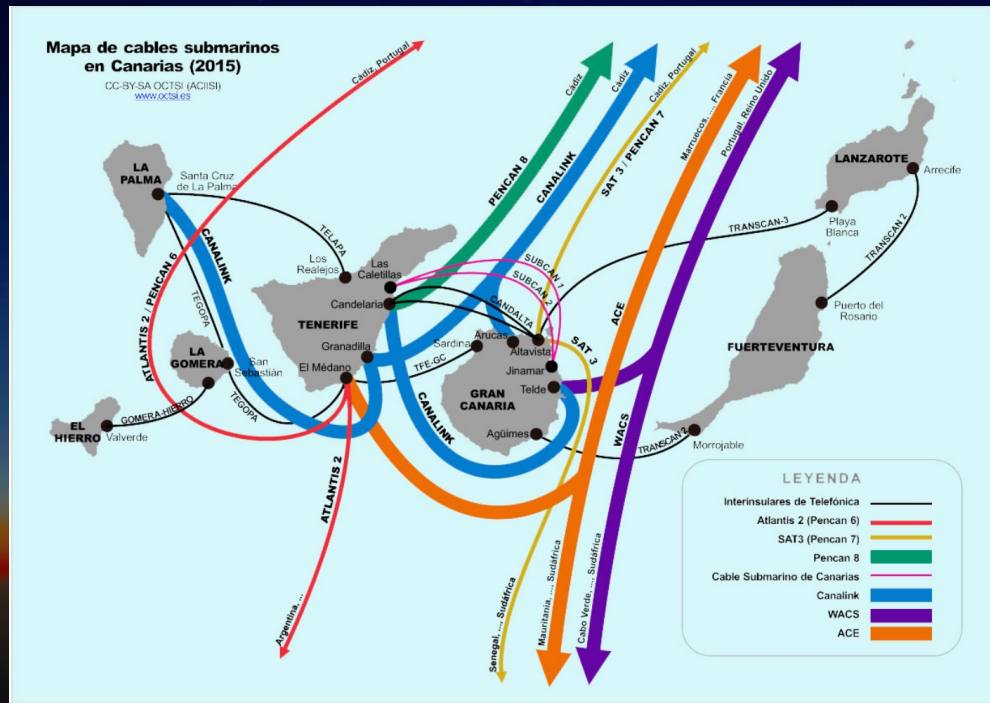 Mapa de cables submarinos
en Canarias (2015)
CC-BY-SA OCTSI (ACIISI)
www.octsi.es
Cádiz, Portugal
Cádiz
Cádiz
Cádiz, Portugal
Marruecos, ..., Francia
Portugal, Reino Unido
LA
PALMA
Santa Cruz
de La Palma
TELAPA
PENCAN 8
CANALINK
SAT 3 / PENCAN 7
LANZAROTE
Arrecife
Playa
Blanca
TRANSCAN-3
TRANSCAN 2
CANALINK
TEGOPA
ATLANTIS 2 / PENCAN 6
Los
Realejos
Las
Caletillas
Candelaria
TENERIFE
Granadilla
El Médano
SUBCAN 1
SUBCAN 2
CANDALTA
ACE
Puerto del
Rosario
FUERTEVENTURA
Sardina
Arucas
Altavista
Jinamar
Telde
SAT 3
TFE-GC
GRAN
CANARIA
Agüimes
CANALINK
WACS
TRANSCAN 2
Morrojable
LA
GOMERA
San
Sebastián
TEGOPA
GOMERA-HIERRO
EL
HIERRO
Valverde
ATLANTIS 2
Argentina, ...
Senegal, ..., Sudáfrica
Mauritania, ..., Sudáfrica
Cabo Verde, ..., Sudáfrica
LEYENDA
Interinsulares de Telefónica
Atlantis 2 (Pencan 6)
SAT3 (Pencan 7)
Pencan 8
Cable Submarino de Canarias
Canalink
WACS
ACE